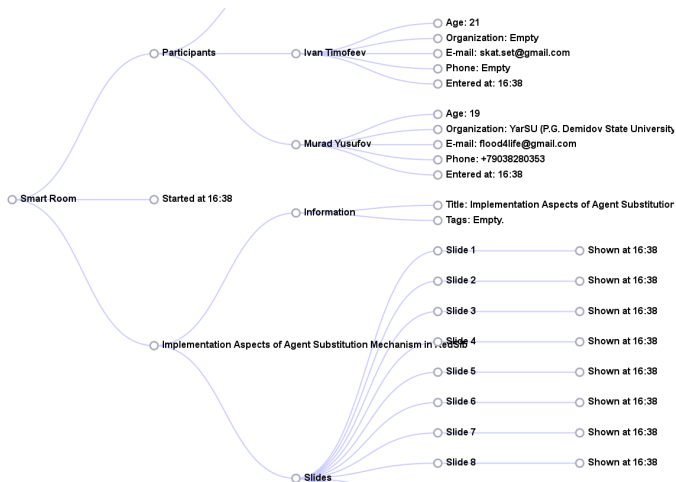 Age: 21
Organization: Empty
Participants
Ivan Timofeev
E-mail: skat.set@gmail.com
Phone: Empty
Entered at: 16:38
Age: 19
Organization: YarSU (P.G. Demidov State University
Murad Yusufov
E-mail: flood4life@gmail.com
Phone: +79038280353
Entered at: 16:38
Smart Room
Started at 16:38
Information
Title: Implementation Aspects of Agent Substitution
Tags: Empty.
Slide 1
Shown at 16:38
Slide 2
Shown at 16:38
Slide 3
Shown at 16:38
Implementation Aspects of Agent Substitution Mechanism in RedSib
Slide 4
Shown at 16:38
Slide 5
Shown at 16:38
Slide 6
Shown at 16:38
Slide 7
Shown at 16:38
Slide 8
Shown at 16:38
Slides